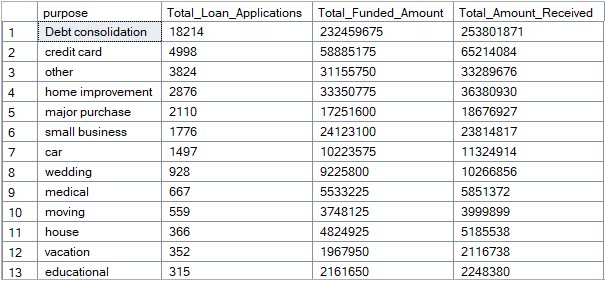 purpose Total_Loan_Applications Total_Funded_Amount Total_Amount_Received
1 Debt consolidation 18214 232459675 253801871
2 credit card 4998 58885175 65214084
3 other 3824 31155750 33289676
4 home improvement 2876 33350775 36380930
5 major purchase 2110 17251600 18676927
6 small business 1776 24123100 23814817
7 car 1497 10223575 11324914
8 wedding 928 9225800 10266856
9 medical 667 5533225 5851372
10 moving 559 3748125 3999899
11 house 366 4824925 5185538
12 vacation 352 1967950 2116738
13 educational 315 2161650 2248380